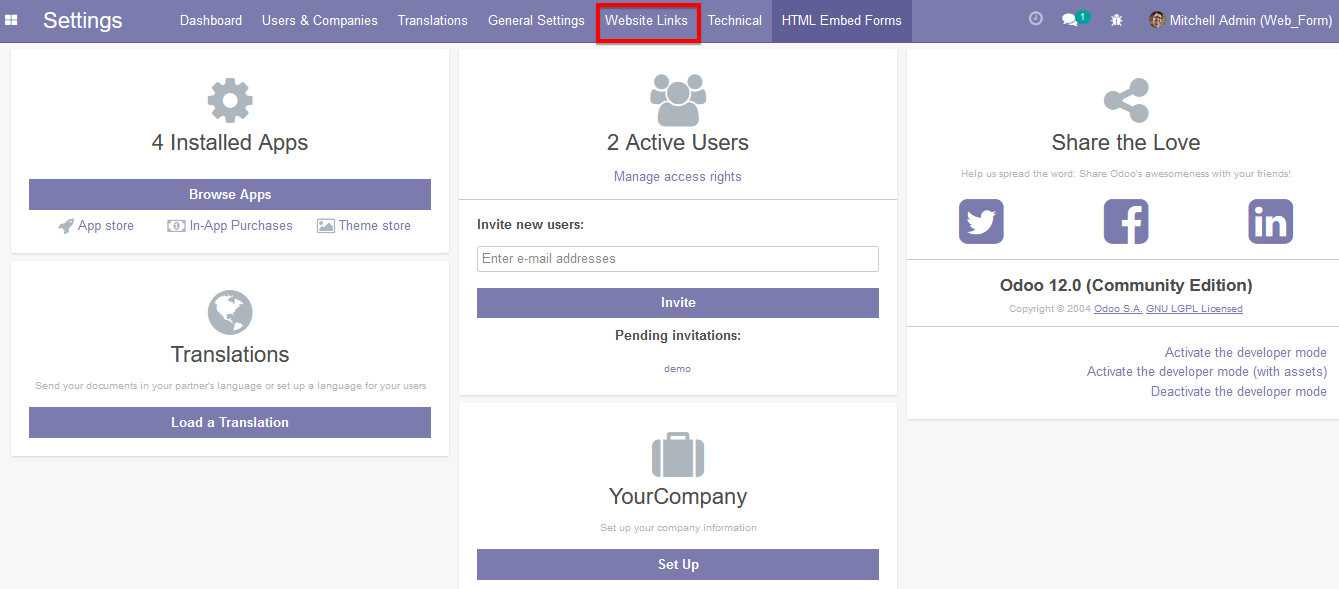 Settings Dashboard Users & Companies Translations General Settings Website Links Technical HTML Embed Forms 1 Mitchell Admin (Web_Form)
4 Installed Apps
Browse Apps
App store In-App Purchases Theme store
Translations
Send your documents in your partner's language or set up a language for your users
Load a Translation
2 Active Users
Manage access rights
Invite new users:
Enter e-mail addresses
Invite
Pending invitations:
demo
YourCompany
Set up your company information
Set Up
Share the Love
Help us spread the word: Share Odoo's awesomeness with your friends!
Odoo 12.0 (Community Edition)
Copyright © 2004 Odoo S.A. GNU LGPL Licensed
Activate the developer mode
Activate the developer mode (with assets)
Deactivate the developer mode